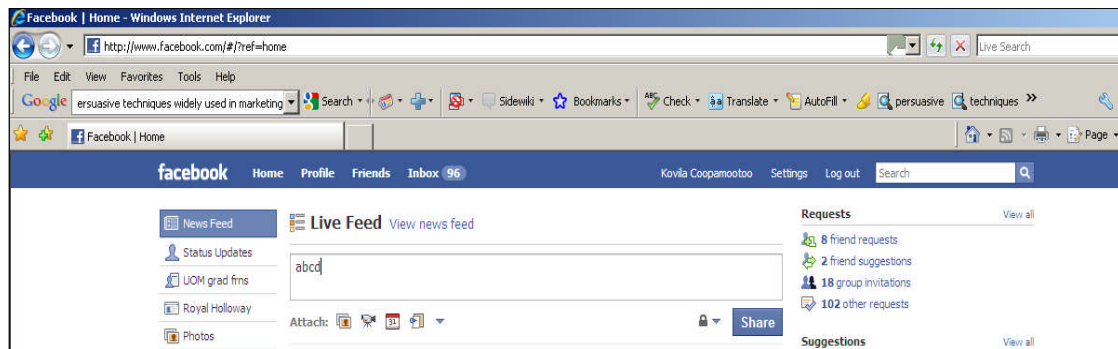 Facebook | Home - Windows Internet Explorer
http://www.facebook.com/#/?ref=home
Live Search
File Edit View Favorites Tools Help
Google ersuasive techniques widely used in marketing Search Sidewiki Bookmarks ABC Check Translate AutoFill persuasive techniques »
Facebook | Home
Page
facebook Home Profile Friends Inbox 96 Kovila Coopamootoo Settings Log out Search
News Feed
Status Updates
UOM grad frns
Royal Holloway
Photos
Live Feed View news feed
abcd
Attach: 31 Share
Requests View all
8 friend requests
2 friend suggestions
18 group invitations
102 other requests
Suggestions View all